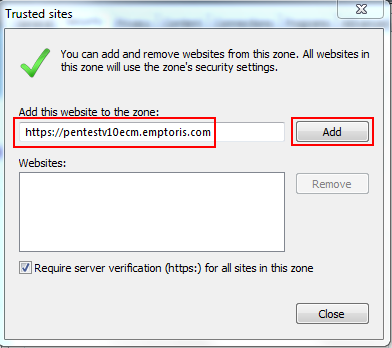 Trusted sites
You can add and remove websites from this zone. All websites in
this zone will use the zone's security settings.
Add this website to the zone:
https://pentestv10ecm.emptoris.com
Add
Websites:
Remove
Require server verification (https:) for all sites in this zone
Close